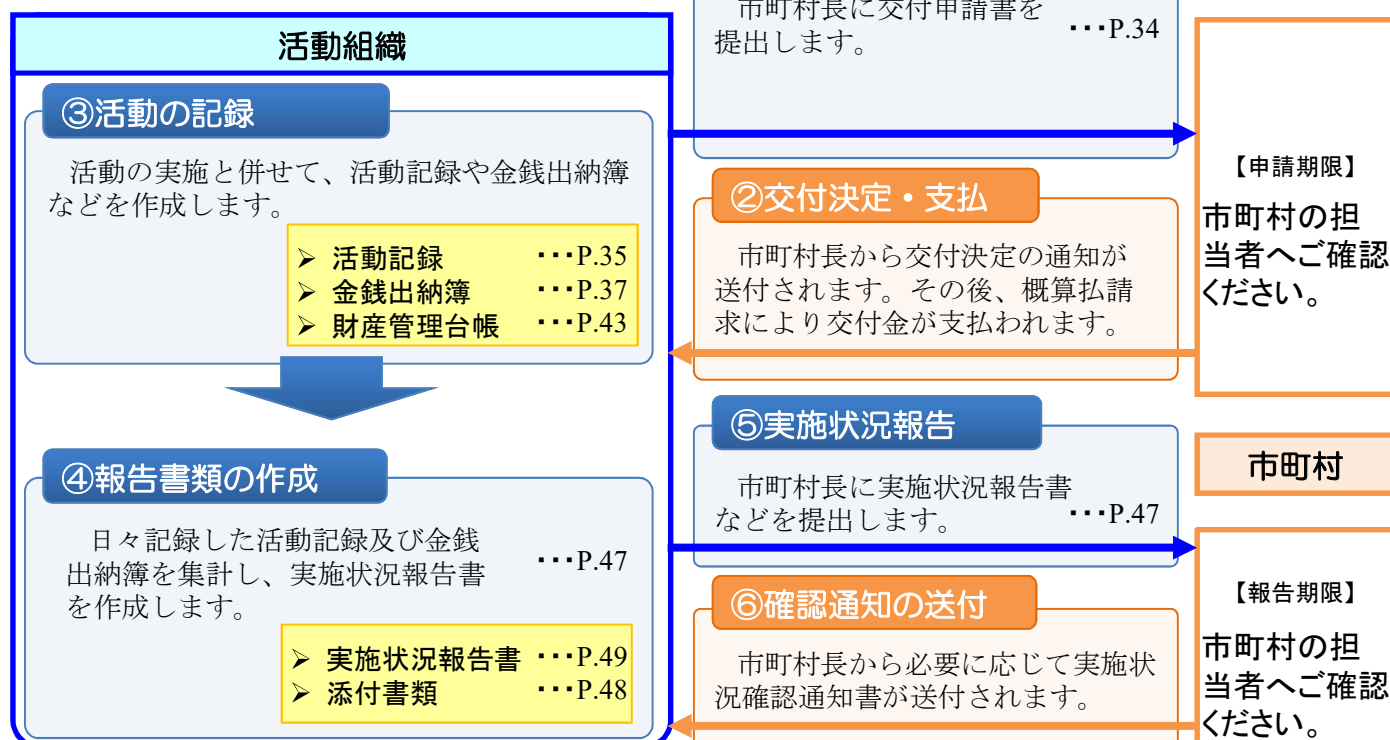 活動組織
③活動の記録
活動の実施と併せて、活動記録や金銭出納簿
などを作成します。
➢ 活動記録 ・・・P.35
➢ 金銭出納簿 ・・・P.37
➢ 財産管理台帳 ・・・P.43
④報告書類の作成
日々記録した活動記録及び金銭
出納簿を集計し、実施状況報告書
を作成します。
・・・P.47
➢ 実施状況報告書 ・・・P.49
➢ 添付書類 ・・・P.48
市町村長に交付申請書を
提出します。
・・・P.34
②交付決定・支払
市町村長から交付決定の通知が
送付されます。その後、概算払請
求により交付金が支払われます。
⑤実施状況報告
市町村長に実施状況報告書
などを提出します。
・・・P.47
⑥確認通知の送付
市町村長から必要に応じて実施状
況確認通知書が送付されます。
【申請期限】
市町村の担
当者へご確認
ください。
市町村
【報告期限】
市町村の担
当者へご確認
ください。